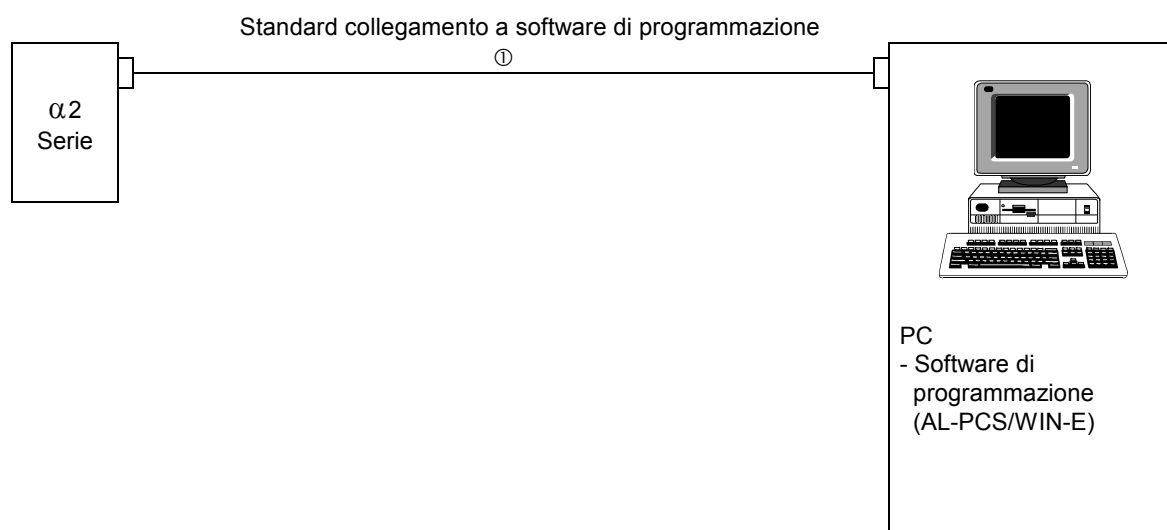 Standard collegamento a software di programmazione
①
α2
Serie
PC
- Software di
programmazione
(AL-PCS/WIN-E)